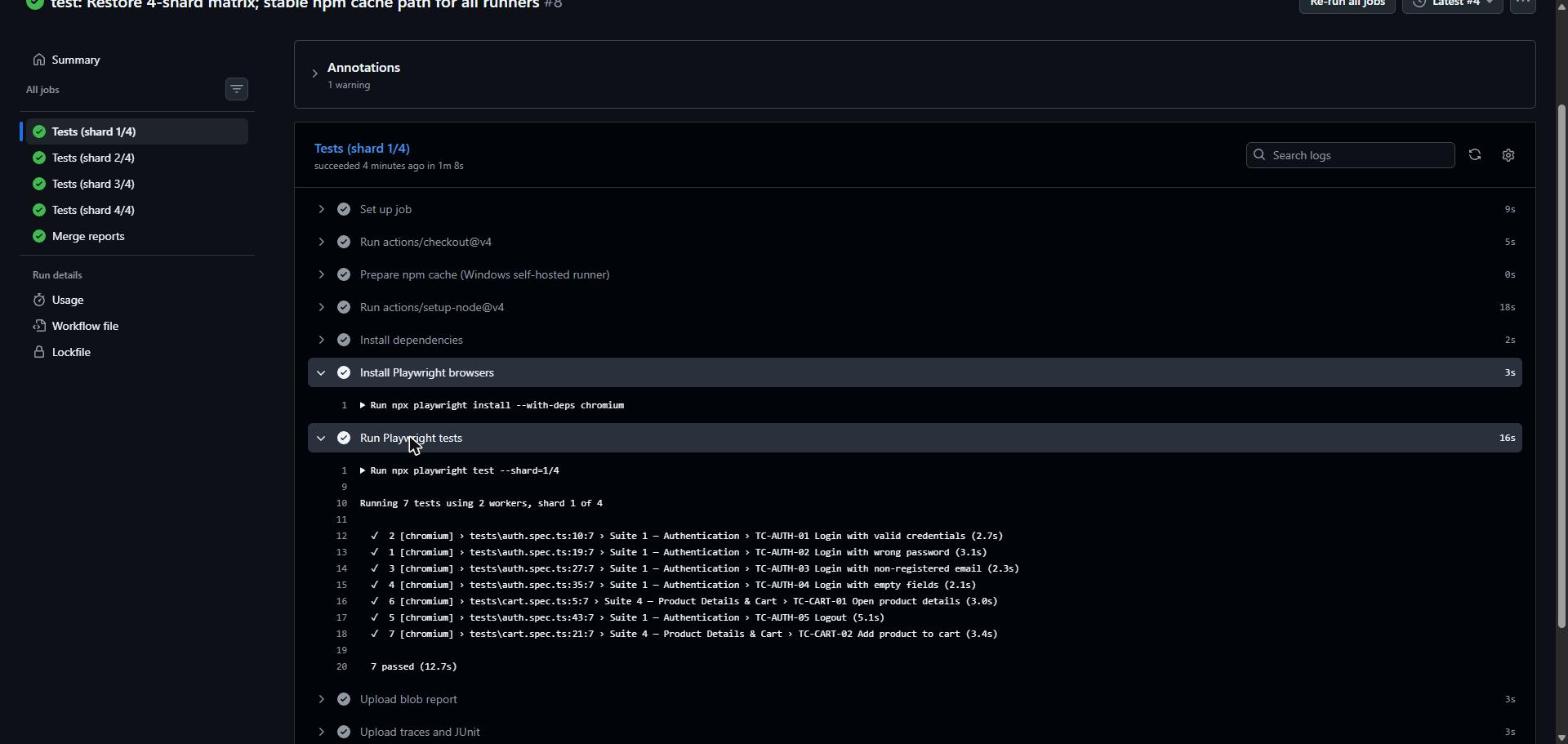 test: Restore 4-shard matrix; stable npm cache path for all runners #8
Re-run all jobs
Latest #4
Summary
All jobs
Tests (shard 1/4)
Tests (shard 2/4)
Tests (shard 3/4)
Tests (shard 4/4)
Merge reports
Run details
Usage
Workflow file
Lockfile
Annotations
1 warning
Tests (shard 1/4)
succeeded 4 minutes ago in 1m 8s
Search logs
Set up job 9s
Run actions/checkout@v4 5s
Prepare npm cache (Windows self-hosted runner) 0s
Run actions/setup-node@v4 18s
Install dependencies 2s
Install Playwright browsers 3s
1 Run npx playwright install --with-deps chromium
Run Playwright tests 16s
1 Run npx playwright test --shard=1/4
9
10 Running 7 tests using 2 workers, shard 1 of 4
11
12 ✓ 2 [chromium] › tests\auth.spec.ts:10:7 › Suite 1 — Authentication › TC-AUTH-01 Login with valid credentials (2.7s)
13 ✓ 1 [chromium] › tests\auth.spec.ts:19:7 › Suite 1 — Authentication › TC-AUTH-02 Login with wrong password (3.1s)
14 ✓ 3 [chromium] › tests\auth.spec.ts:27:7 › Suite 1 — Authentication › TC-AUTH-03 Login with non-registered email (2.3s)
15 ✓ 4 [chromium] › tests\auth.spec.ts:35:7 › Suite 1 — Authentication › TC-AUTH-04 Login with empty fields (2.1s)
16 ✓ 6 [chromium] › tests\cart.spec.ts:5:7 › Suite 4 — Product Details & Cart › TC-CART-01 Open product details (3.0s)
17 ✓ 5 [chromium] › tests\auth.spec.ts:43:7 › Suite 1 — Authentication › TC-AUTH-05 Logout (5.1s)
18 ✓ 7 [chromium] › tests\cart.spec.ts:21:7 › Suite 4 — Product Details & Cart › TC-CART-02 Add product to cart (3.4s)
19
20 7 passed (12.7s)
Upload blob report 3s
Upload traces and JUnit 3s